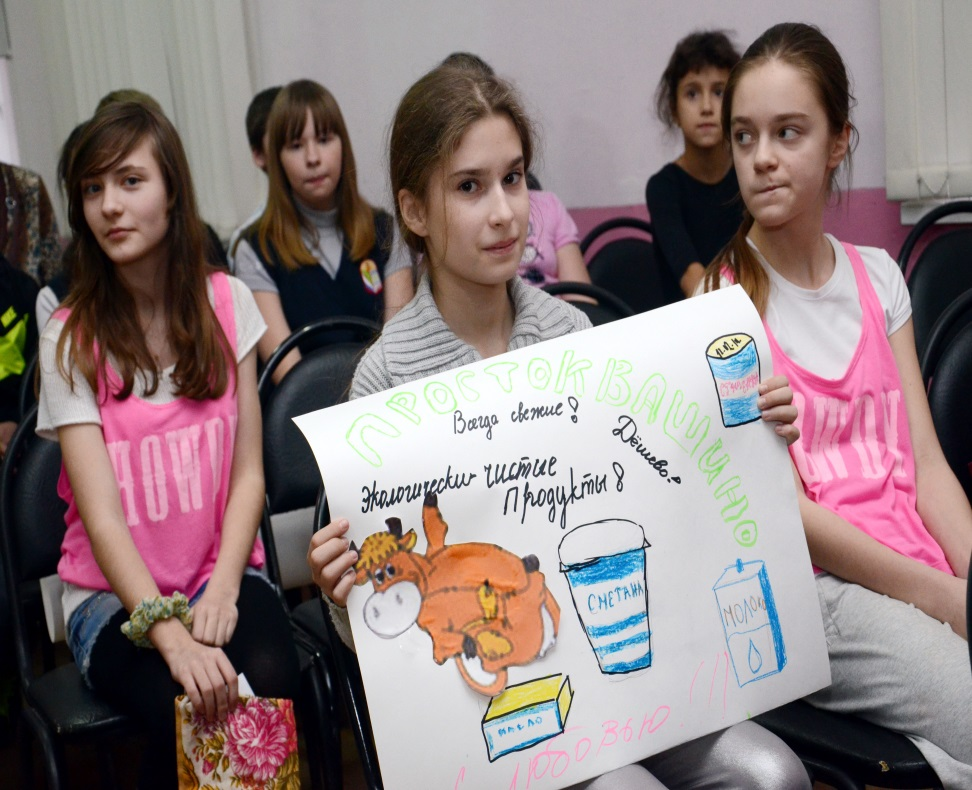 ПРОСТОКВАШИНО
Всегда свежие!
Дёшево!
Экологически-чистые
Продукты!
СМЕТАНА
МОЛОКО
МАСЛО
С любовью !!!